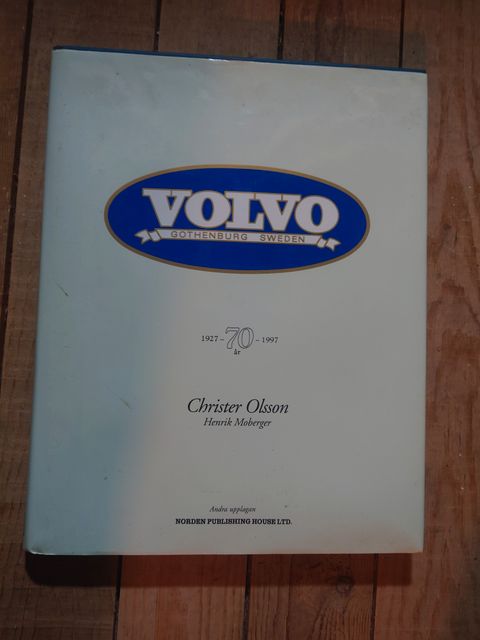 VOLVO
GOTHENBURG SWEDEN
1927 – 70 – 1997
år
Christer Olsson
Henrik Moberger
Andra upplagan
NORDEN PUBLISHING HOUSE LTD.